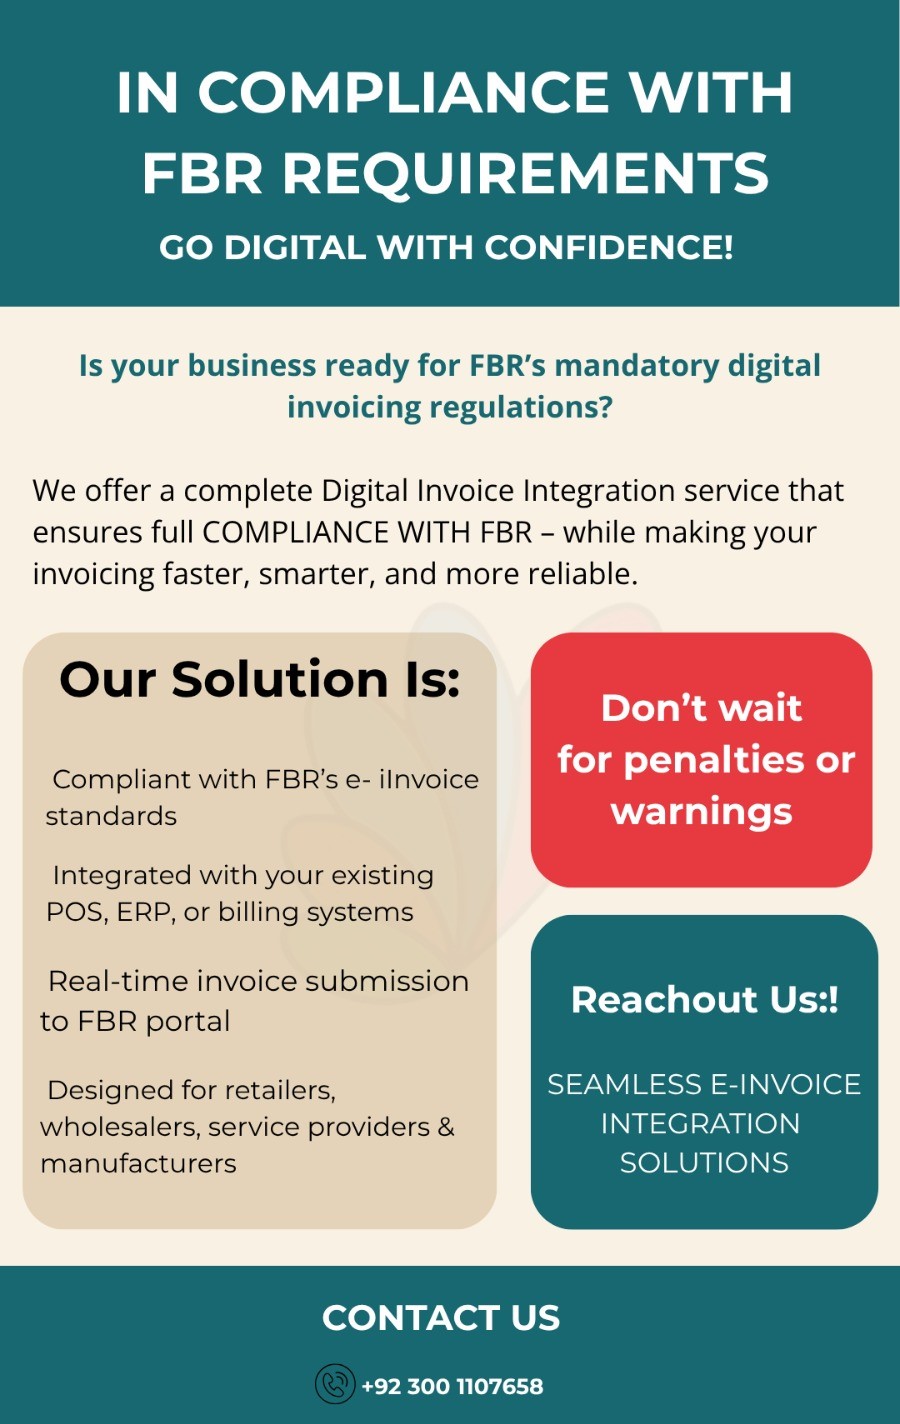 IN COMPLIANCE WITH
FBR REQUIREMENTS
GO DIGITAL WITH CONFIDENCE!
Is your business ready for FBR’s mandatory digital
invoicing regulations?
We offer a complete Digital Invoice Integration service that
ensures full COMPLIANCE WITH FBR – while making your
invoicing faster, smarter, and more reliable.
Our Solution Is:
Compliant with FBR’s e- iInvoice
standards
Integrated with your existing
POS, ERP, or billing systems
Real-time invoice submission
to FBR portal
Designed for retailers,
wholesalers, service providers &
manufacturers
Don’t wait
for penalties or
warnings
Reachout Us:!
SEAMLESS E-INVOICE
INTEGRATION
SOLUTIONS
CONTACT US
+92 300 1107658